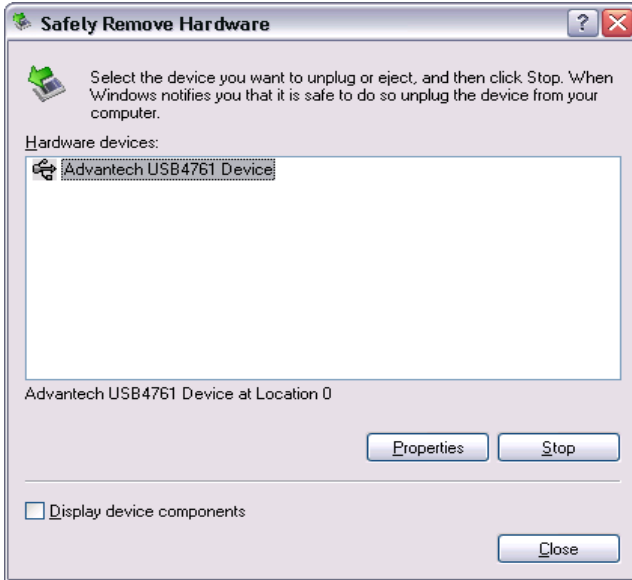 Safely Remove Hardware
Select the device you want to unplug or eject, and then click Stop. When
Windows notifies you that it is safe to do so unplug the device from your
computer.
Hardware devices:
Advantech USB4761 Device
Advantech USB4761 Device at Location 0
Properties Stop
Display device components
Close